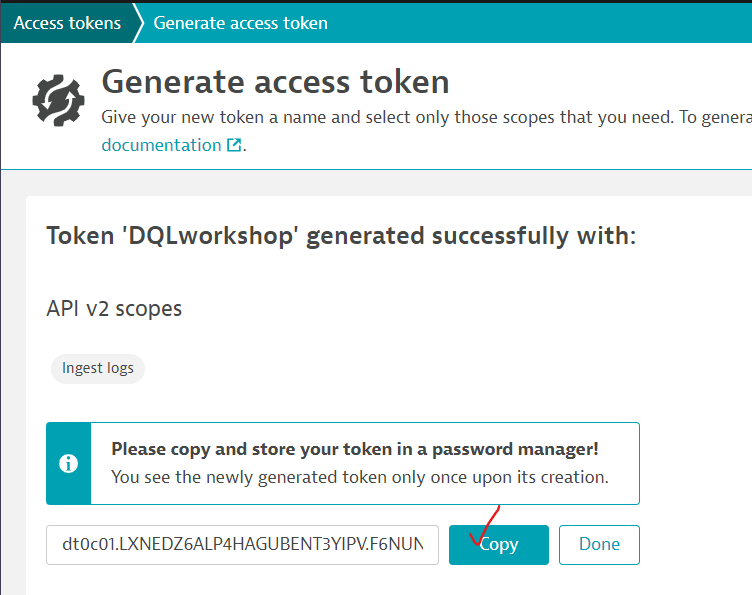 Access tokens
Generate access token
Generate access token
Give your new token a name and select only those scopes that you need. To genera
documentation.
Token 'DQLworkshop' generated successfully with:
API v2 scopes
Ingest logs
Please copy and store your token in a password manager!
You see the newly generated token only once upon its creation.
dt0c01.LXNEDZ6ALP4HAGUBENT3YIPV.F6NUN
Copy
Done